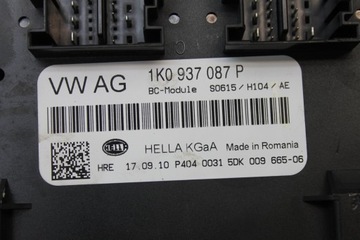 VW AG 1K0 937 087 P
BC-Module S0615 / H104 / AE
HELLA HELLA KGaA Made in Romania
HRE 17.09.10 P404 0031 5DK 009 665-06